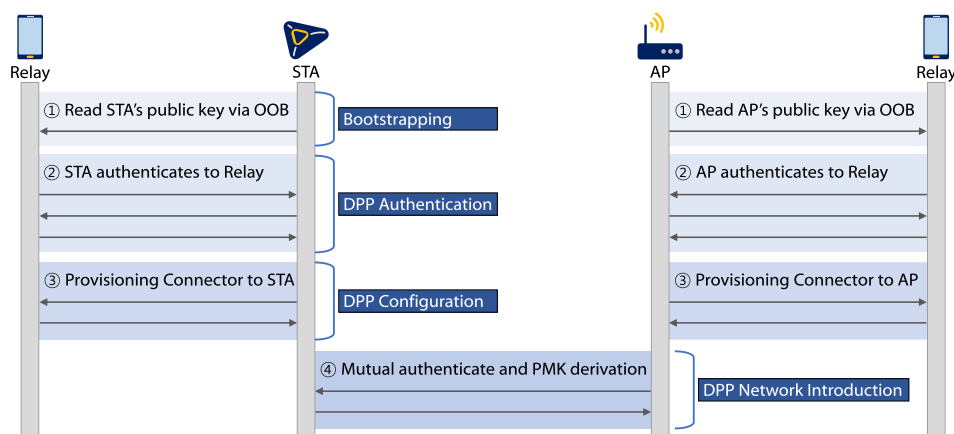 Relay
STA
AP
Relay
① Read STA's public key via OOB
Bootstrapping
① Read AP's public key via OOB
② STA authenticates to Relay
DPP Authentication
② AP authenticates to Relay
③ Provisioning Connector to STA
DPP Configuration
③ Provisioning Connector to AP
④ Mutual authenticate and PMK derivation
DPP Network Introduction